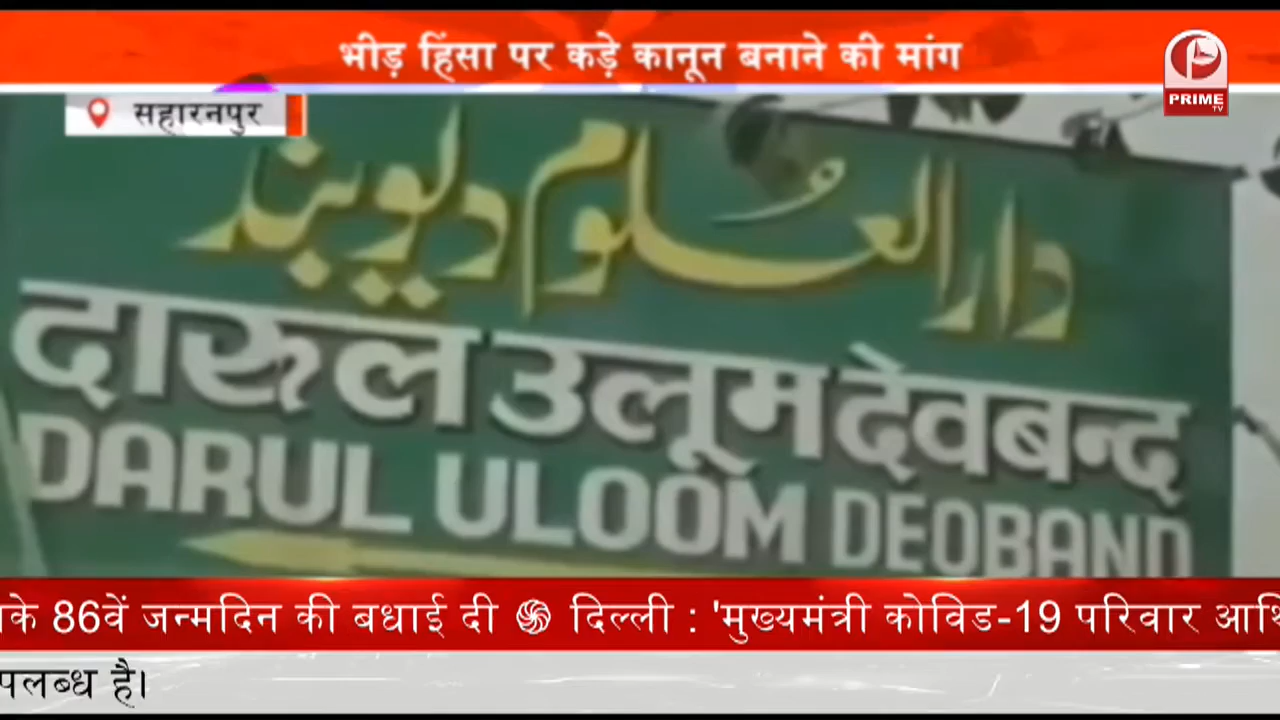 भीड़ हिंसा पर कड़े कानून बनाने की मांग
PRIME
TV
सहारनपुर
دارالعلوم دیوبند
दारुल उलूम देवबन्द
DARUL ULOOM DEOBAND
के 86वें जन्मदिन की बधाई दी दिल्ली : 'मुख्यमंत्री कोविड-19 परिवार
है।